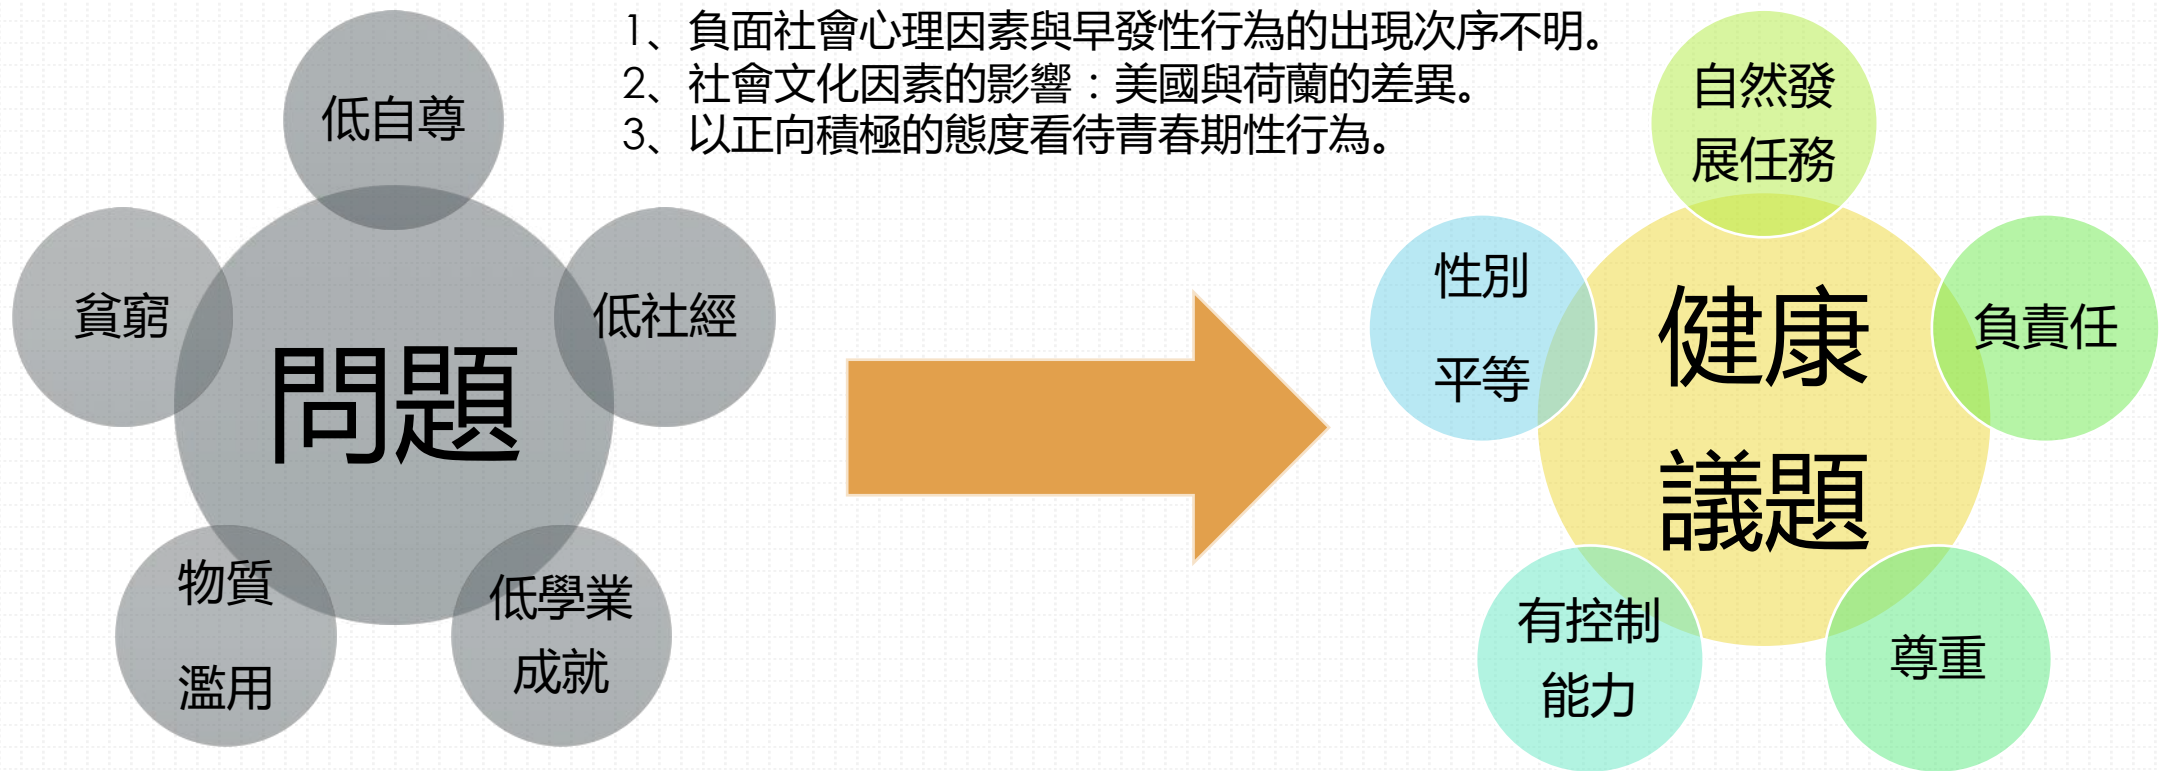 1、負面社會心理因素與早發性行為的出現次序不明。
2、社會文化因素的影響：美國與荷蘭的差異。
3、以正向積極的態度看待青春期性行為。
低自尊
貧窮
低社經
問題
物質
濫用
低學業
成就
自然發
展任務
性別
平等
負責任
健康
議題
有控制
能力
尊重